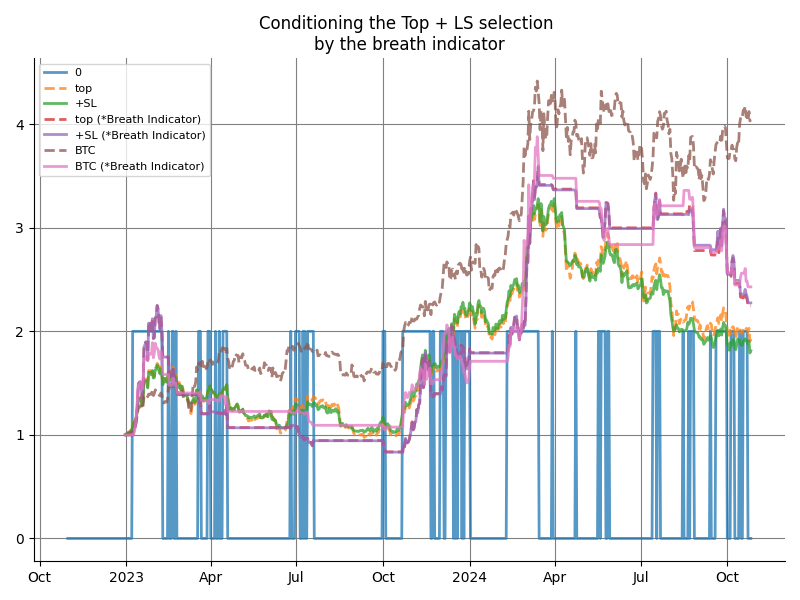 Conditioning the Top + LS selection
by the breath indicator
0
top
+SL
top (*Breath Indicator)
+SL (*Breath Indicator)
BTC
BTC (*Breath Indicator)
4
3
2
1
0
Oct
2023
Apr
Jul
Oct
2024
Apr
Jul
Oct